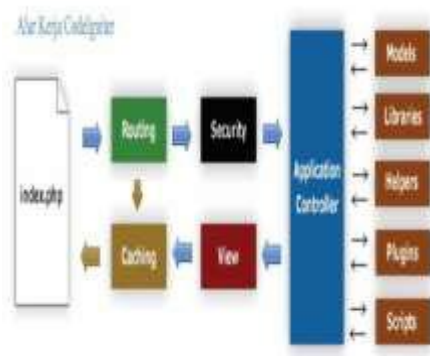 Alur Kerja CodeIgniter
index.php
Routing
Security
Application
Controller
Models
Libraries
Helpers
Plugins
Scripts
Caching
View